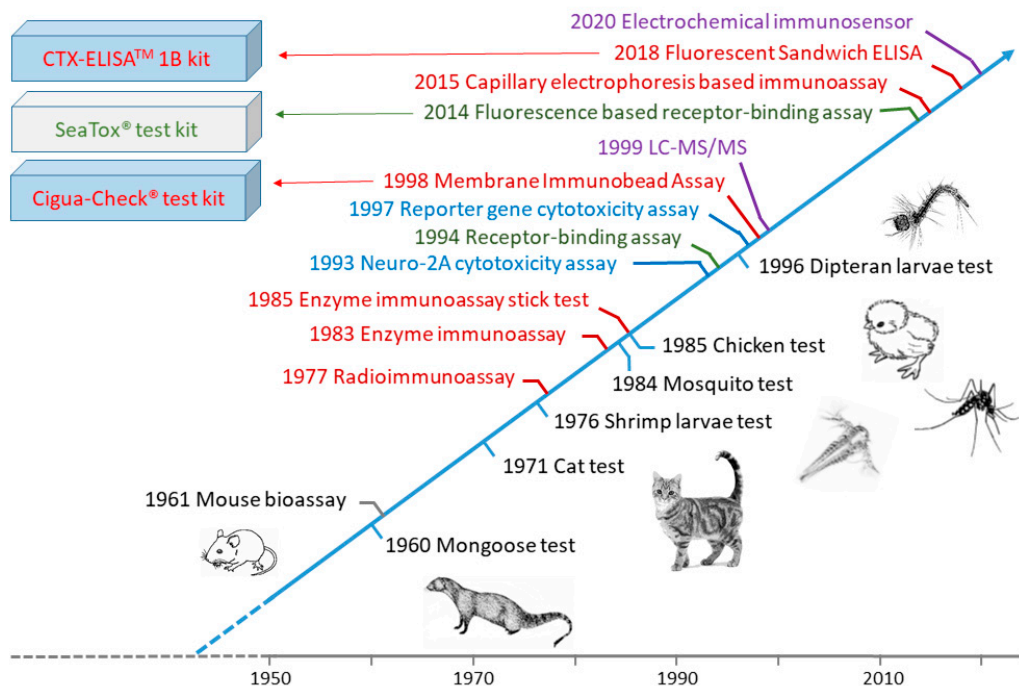 2020 Electrochemical immunosensor
CTX-ELISA™ 1B kit
2018 Fluorescent Sandwich ELISA
2015 Capillary electrophoresis based immunoassay
SeaTox® test kit
2014 Fluorescence based receptor-binding assay
1999 LC-MS/MS
Cigua-Check® test kit
1998 Membrane Immunobead Assay
1997 Reporter gene cytotoxicity assay
1994 Receptor-binding assay
1993 Neuro-2A cytotoxicity assay
1996 Dipteran larvae test
1985 Enzyme immunoassay stick test
1983 Enzyme immunoassay
1985 Chicken test
1977 Radioimmunoassay
1984 Mosquito test
1976 Shrimp larvae test
1971 Cat test
1961 Mouse bioassay
1960 Mongoose test
1950 1970 1990 2010